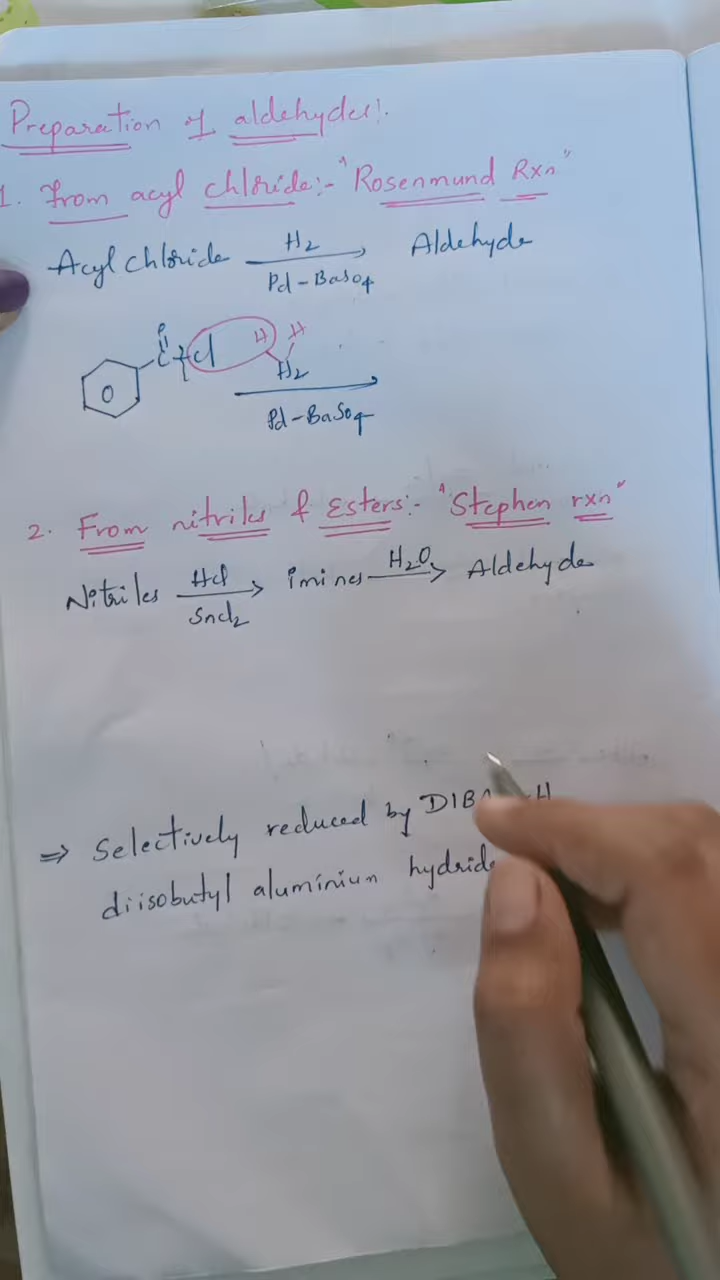 Preparation of aldehydes:
1. From acyl chloride:- "Rosenmund Rxn"
Acyl chloride H2 Pd-BaSO4 Aldehyde
O
C Cl H H
H2
Pd-BaSO4
2. From nitriles & Esters:- "Stephen rxn"
Nitriles HCl SnCl2 imines H2O Aldehyde
⇒ Selectively reduced by
diisobutyl aluminium hydride